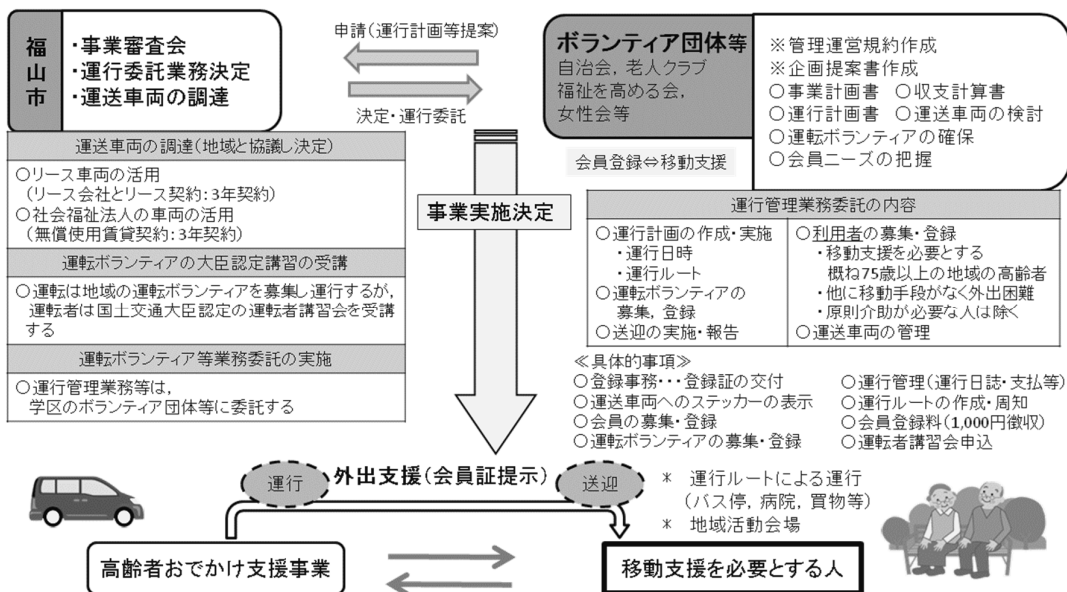 福山市
・事業審査会
・運行委託業務決定
・運送車両の調達
申請(運行計画等提案)
決定・運行委託
ボランティア団体等
自治会,老人クラブ
福祉を高める会,
女性会等
※管理運営規約作成
※企画提案書作成
○事業計画書 ○収支計算書
○運行計画書 ○運送車両の検討
○運転ボランティアの確保
○会員ニーズの把握
会員登録⇔移動支援
運送車両の調達(地域と協議し決定)
○リース車両の活用
(リース会社とリース契約:3年契約)
○社会福祉法人の車両の活用
(無償使用賃貸契約:3年契約)
運転ボランティアの大臣認定講習の受講
○運転は地域の運転ボランティアを募集し運行するが,
運転者は国土交通大臣認定の運転者講習会を受講
する
運転ボランティア等業務委託の実施
○運行管理業務等は,
学区のボランティア団体等に委託する
事業実施決定
運行管理業務委託の内容
○運行計画の作成・実施
・運行日時
・運行ルート
○運転ボランティアの
募集,登録
○送迎の実施・報告
○利用者の募集・登録
・移動支援を必要とする
概ね75歳以上の地域の高齢者
・他に移動手段がなく外出困難
・原則介助が必要な人は除く
○運送車両の管理
≪具体的事項≫
○登録事務・・・登録証の交付
○運送車両へのステッカーの表示
○会員の募集・登録
○運転ボランティアの募集・登録
○運行管理(運行日誌・支払等)
○運行ルートの作成・周知
○会員登録料(1,000円徴収)
○運転者講習会申込
運行
外出支援(会員証提示)
送迎
* 運行ルートによる運行
(バス停,病院,買物等)
* 地域活動会場
高齢者おでかけ支援事業
移動支援を必要とする人